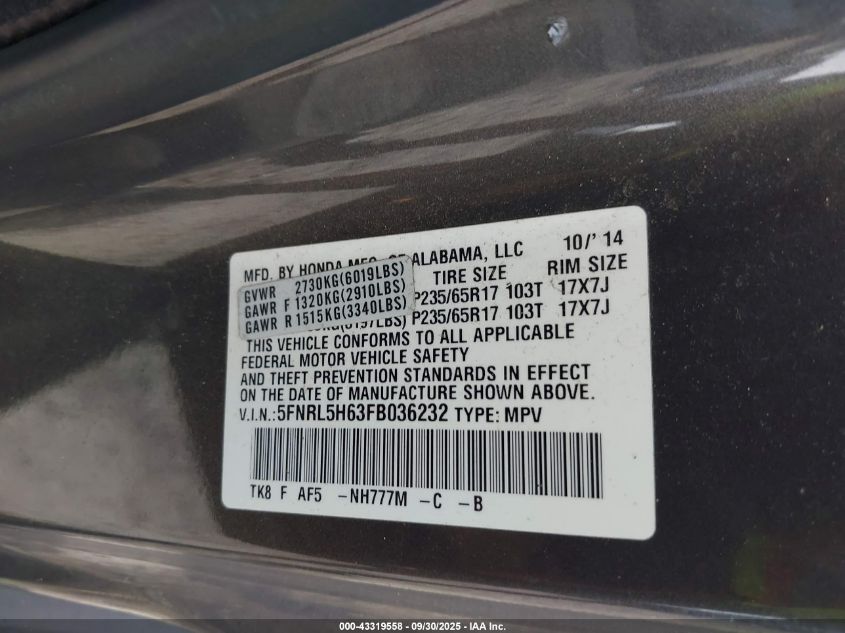 MFG. BY HONDA MFG. OF ALABAMA, LLC 10/'14
TIRE SIZE RIM SIZE
GVWR 2730KG(6019LBS)
GAWR F 1320KG(2910LBS) P235/65R17 103T 17X7J
GAWR R 1515KG(3340LBS) P235/65R17 103T 17X7J
THIS VEHICLE CONFORMS TO ALL APPLICABLE
FEDERAL MOTOR VEHICLE SAFETY
AND THEFT PREVENTION STANDARDS IN EFFECT
ON THE DATE OF MANUFACTURE SHOWN ABOVE.
V.I.N.:5FNRL5H63FB036232 TYPE: MPV
TK8 F AF5 -NH777M -C -B
000-43319558 - 09/30/2025 - IAA Inc.